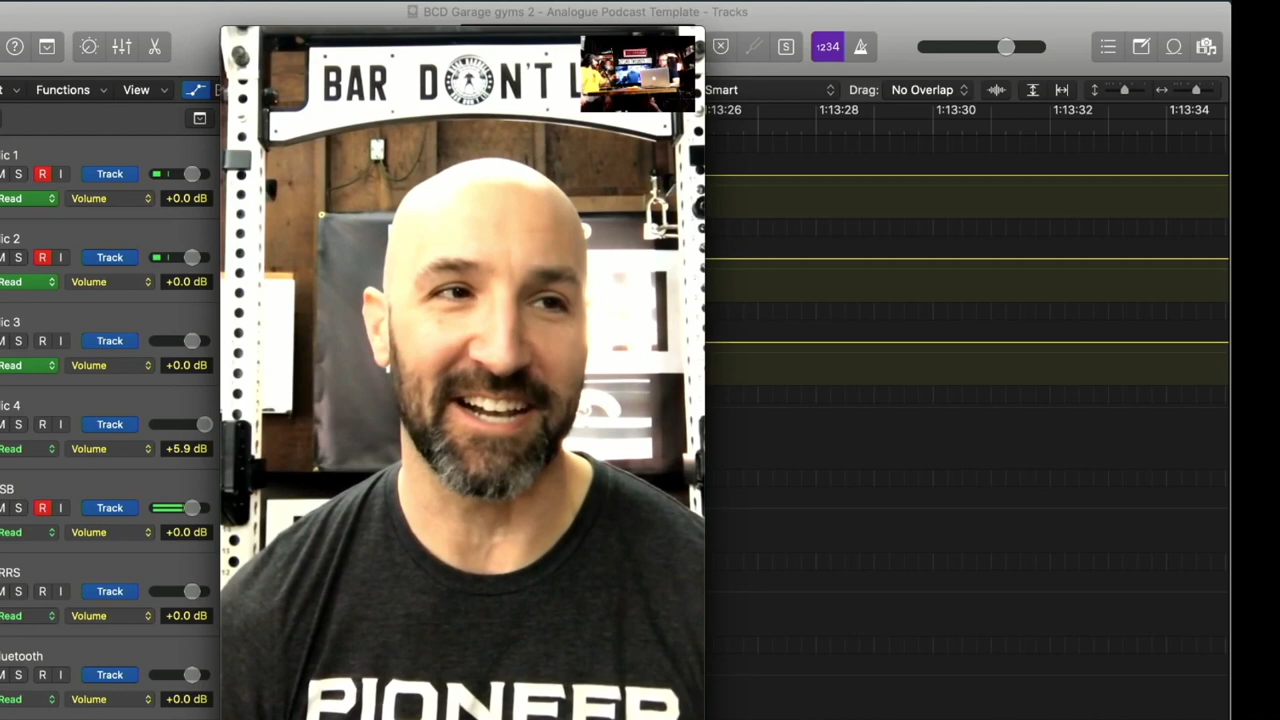 BCD Garage gyms 2 - Analogue Podcast Template - Tracks
1234
S
t Functions View
Smart Drag: No Overlap
1:13:26 1:13:28 1:13:30 1:13:32 1:13:34
BAR DON'T L
ic 1
M S R I Track
Read Volume +0.0 dB
ic 2
M S R I Track
Read Volume +0.0 dB
ic 3
M S R I Track
Read Volume +0.0 dB
ic 4
M S R I Track
Read Volume +5.9 dB
SB
M S R I Track
Read Volume +0.0 dB
RRS
M S R I Track
Read Volume +0.0 dB
uetooth
M S R I Track
Read Volume +0.0 dB
PIONEER